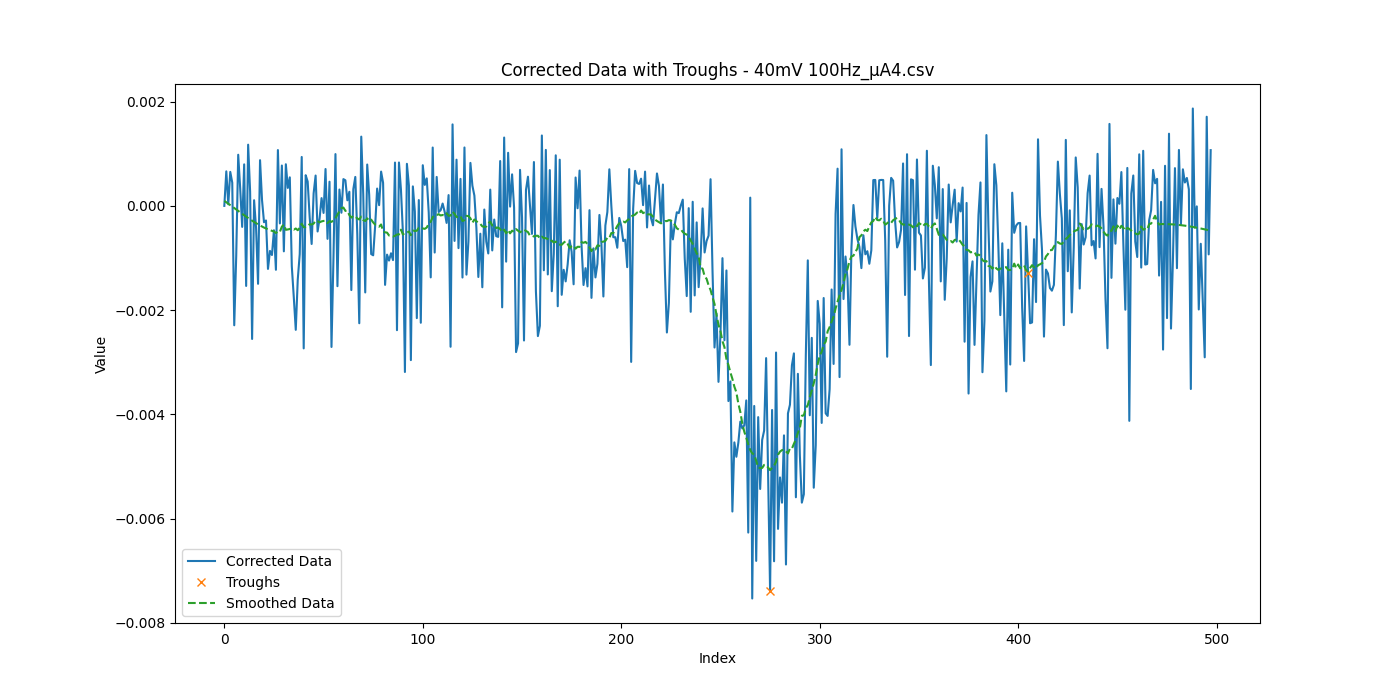 Corrected Data with Troughs - 40mV 100Hz_µA4.csv
0.002
0.000
−0.002
−0.004
−0.006
−0.008
Value
Corrected Data
Troughs
Smoothed Data
0
100
200
300
400
500
Index